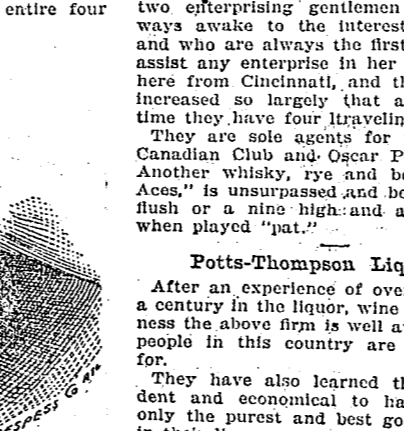 entire four
two enterprising gentlemen
ways awake to the interest
and who are always the first
assist any enterprise in her
here from Cincinnati, and th
increased so largely that a
time they have four ltravelin
They are sole agents for
Canadian Club and Oscar P
Another whisky, rye and bo
Aces," is unsurpassed and be
flush or a nine high and a
when played "pat."
Potts-Thompson Liq
After an experience of ove
a century in the liquor, wine
ness the above firm is well a
people in this country are
for.
They have also learned th
dent and economical to ha
only the purest and best go